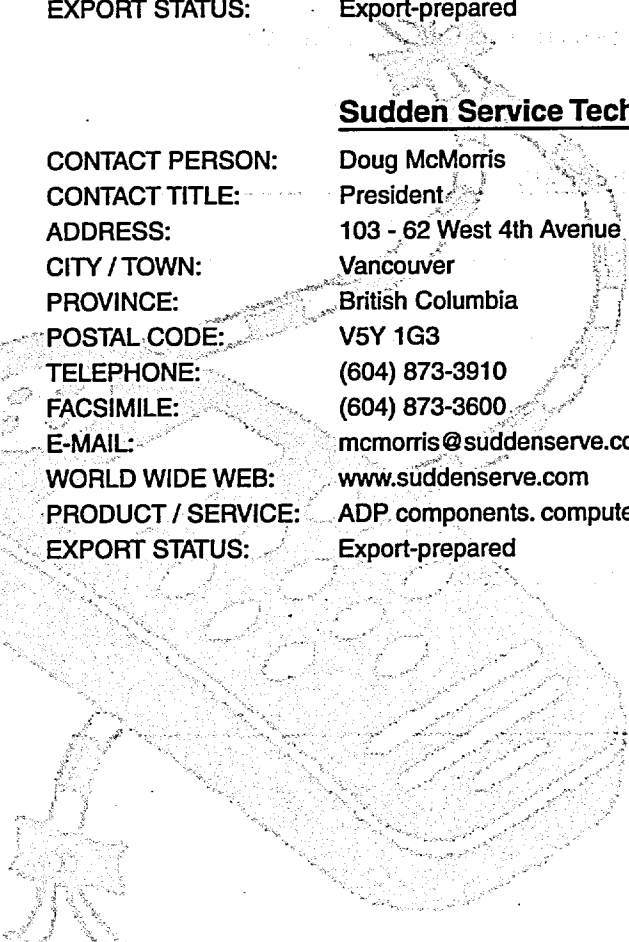 EXPORT STATUS: Export-prepared
Sudden Service Tech
CONTACT PERSON: Doug McMorris
CONTACT TITLE: President
ADDRESS: 103 - 62 West 4th Avenue
CITY / TOWN: Vancouver
PROVINCE: British Columbia
POSTAL CODE: V5Y 1G3
TELEPHONE: (604) 873-3910
FACSIMILE: (604) 873-3600
E-MAIL: mcmorris@suddenserve.co
WORLD WIDE WEB: www.suddenserve.com
PRODUCT / SERVICE: ADP components. compute
EXPORT STATUS: Export-prepared